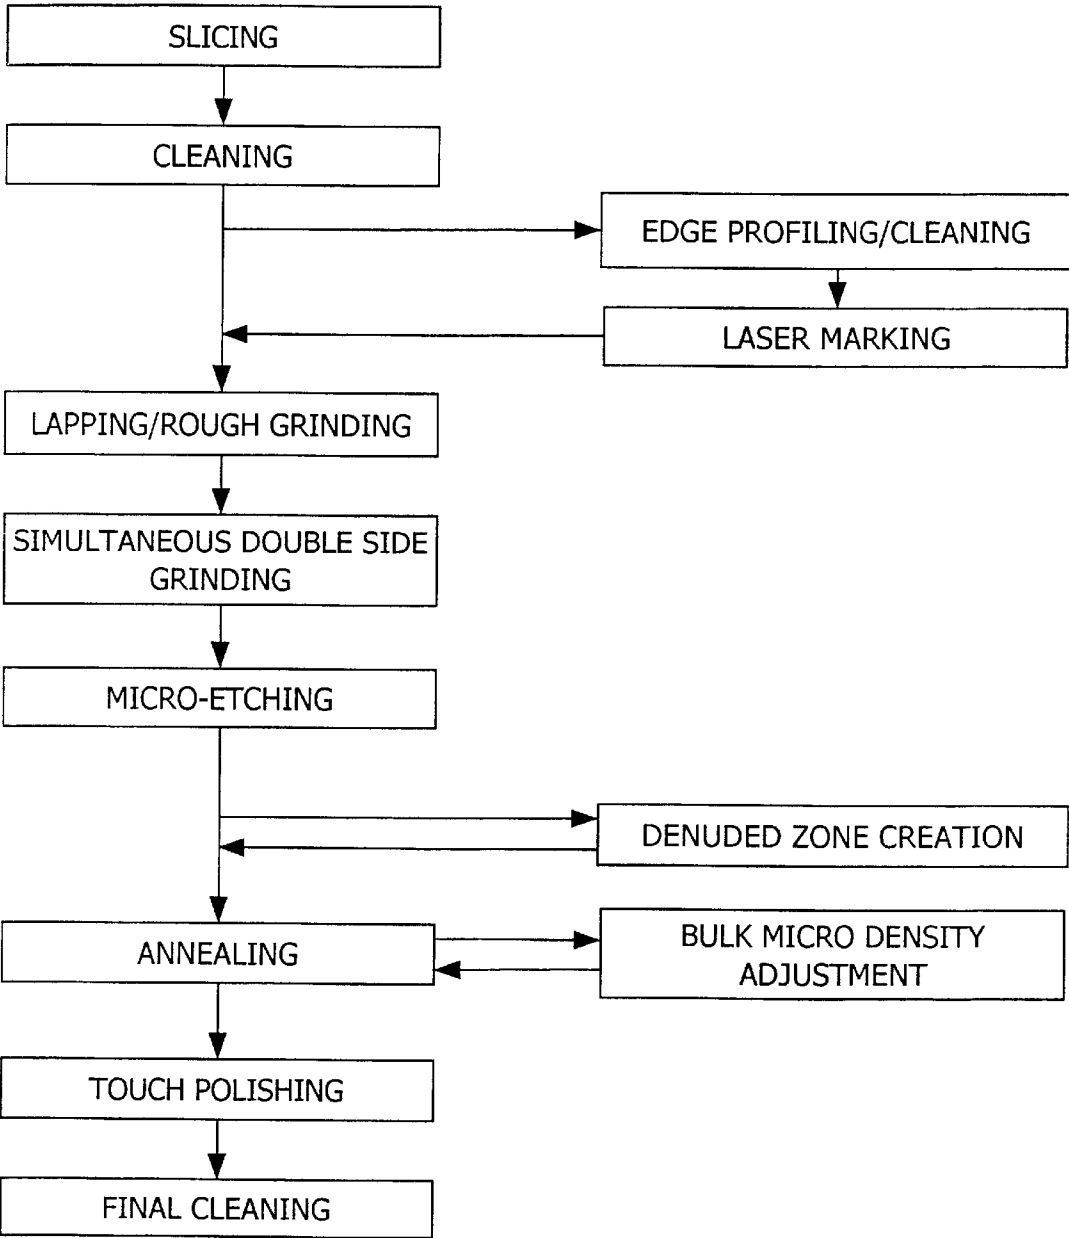 SLICING
CLEANING
EDGE PROFILING/CLEANING
LASER MARKING
LAPPING/ROUGH GRINDING
SIMULTANEOUS DOUBLE SIDE
GRINDING
MICRO-ETCHING
DENUDED ZONE CREATION
ANNEALING
BULK MICRO DENSITY
ADJUSTMENT
TOUCH POLISHING
FINAL CLEANING